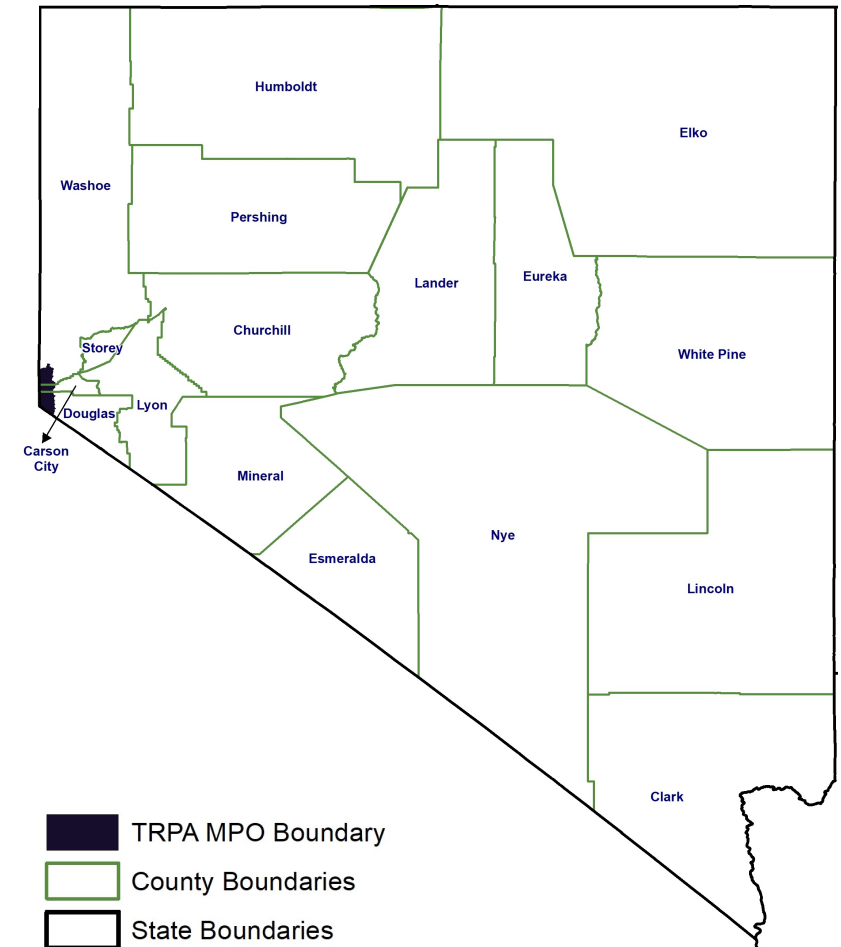 Humboldt
Elko
Washoe
Pershing
Lander
Eureka
Churchill
Storey
White Pine
Lyon
Douglas
Carson
City
Mineral
Nye
Esmeralda
Lincoln
Clark
TRPA MPO Boundary
County Boundaries
State Boundaries